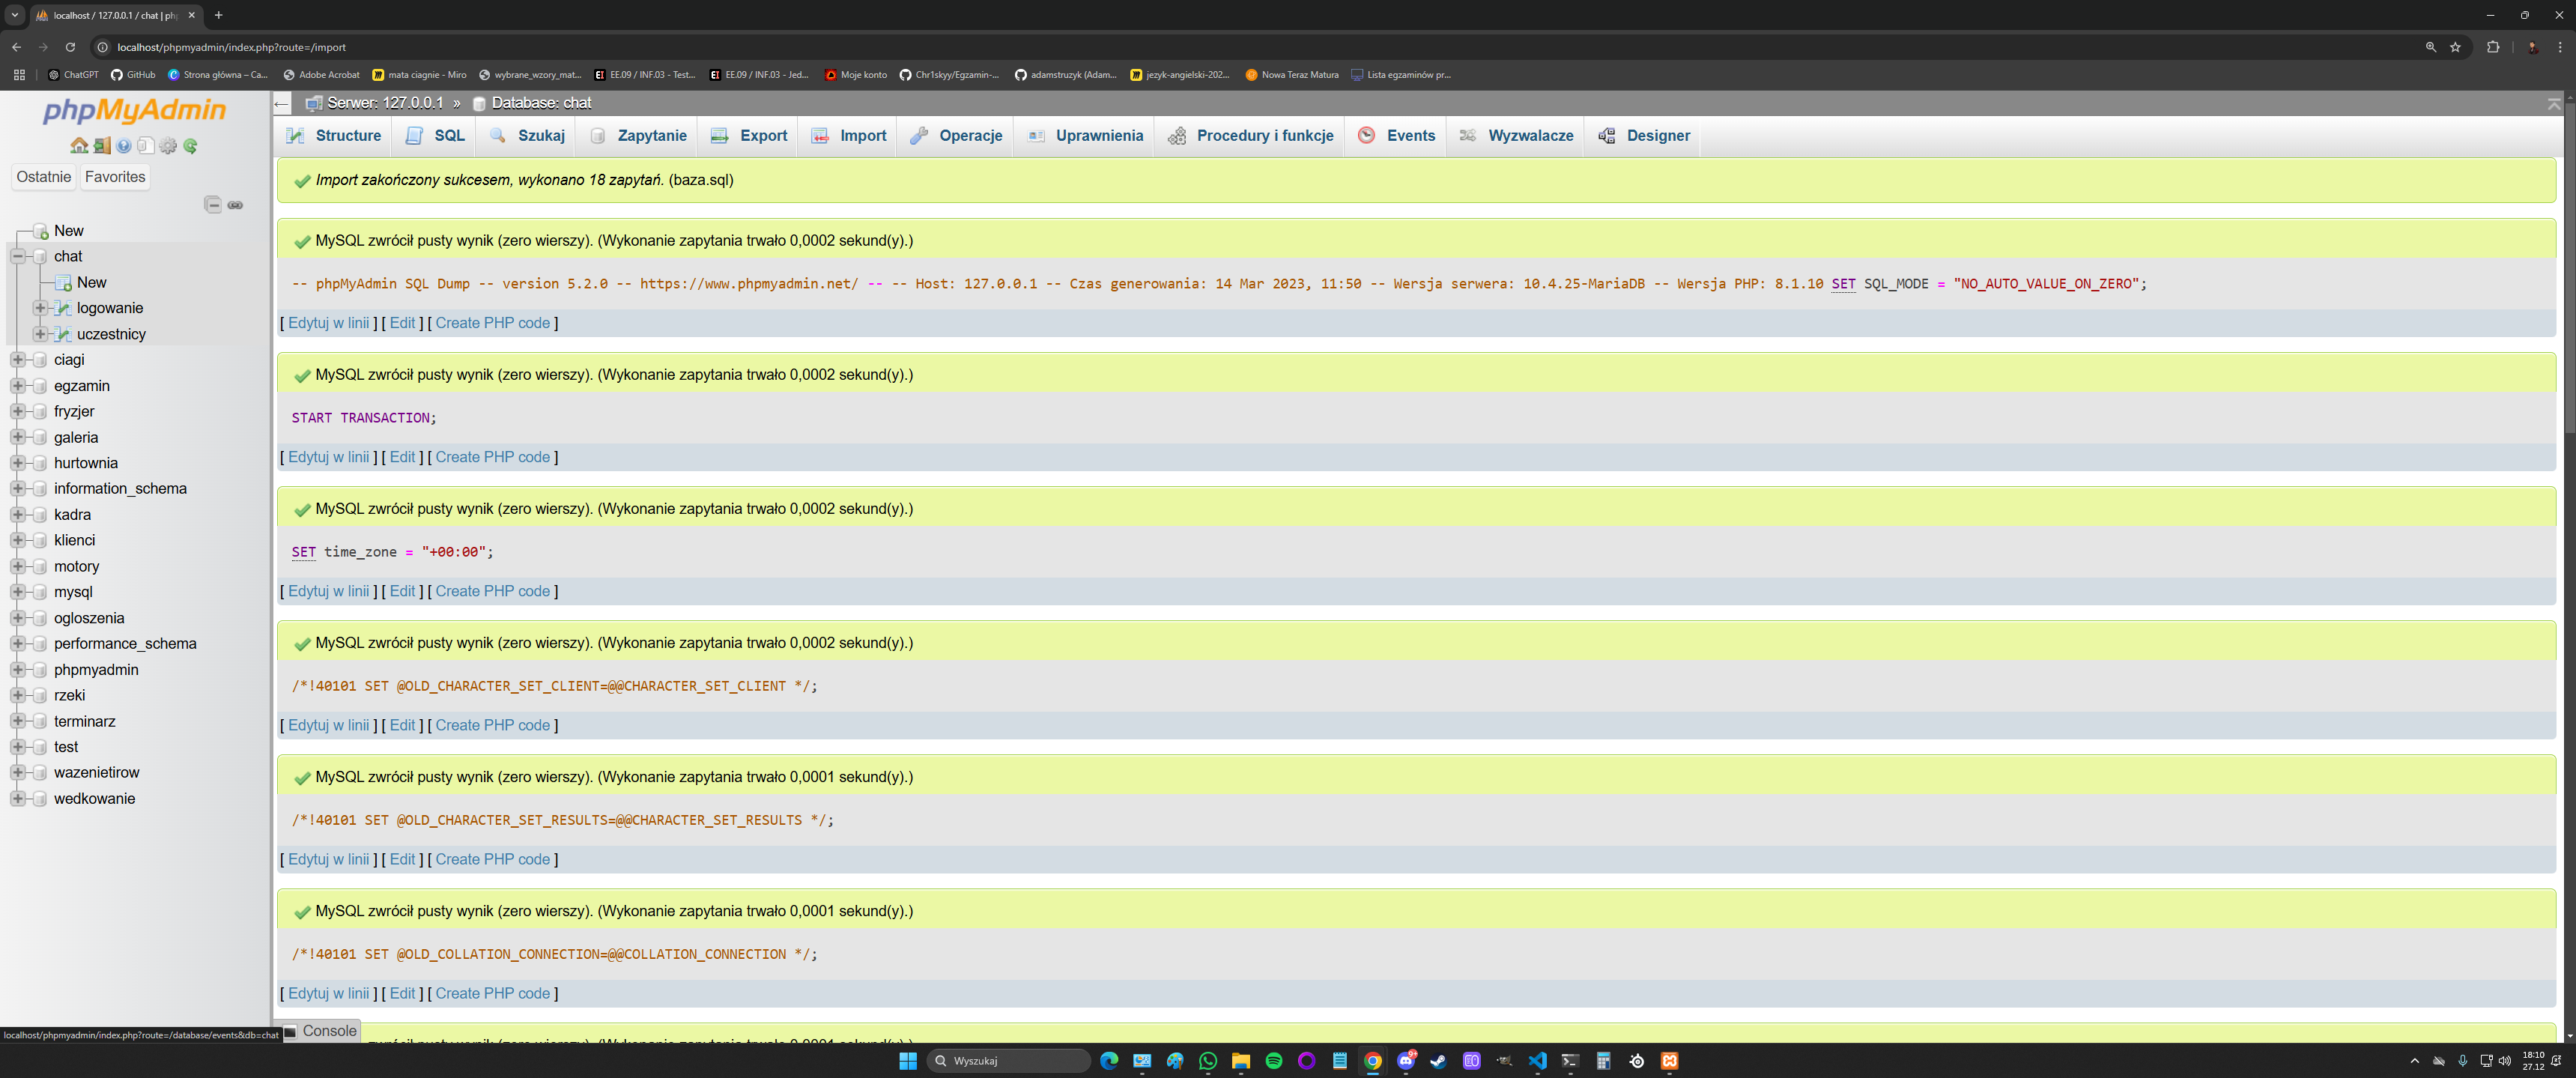 localhost / 127.0.0.1 / chat | ph
localhost/phpmyadmin/index.php?route=/import
ChatGPT
GitHub
Strona główna – Ca...
Adobe Acrobat
mata ciagnie - Miro
wybrane_wzory_mat...
EE.09 / INF.03 - Test...
EE.09 / INF.03 - Jed...
Moje konto
Chr1skyy/Egzamin-...
adamstruzyk (Adam...
jezyk-angielski-202...
Nowa Teraz Matura
Lista egzaminów pr...
phpMyAdmin
Ostatnie
Favorites
New
chat
New
logowanie
uczestnicy
ciagi
egzamin
fryzjer
galeria
hurtownia
information_schema
kadra
klienci
motory
mysql
ogloszenia
performance_schema
phpmyadmin
rzeki
terminarz
test
wazenietirow
wedkowanie
Serwer: 127.0.0.1 » Database: chat
Structure
SQL
Szukaj
Zapytanie
Export
Import
Operacje
Uprawnienia
Procedury i funkcje
Events
Wyzwalacze
Designer
Import zakończony sukcesem, wykonano 18 zapytań. (baza.sql)
MySQL zwrócił pusty wynik (zero wierszy). (Wykonanie zapytania trwało 0,0002 sekund(y).)
-- phpMyAdmin SQL Dump -- version 5.2.0 -- https://www.phpmyadmin.net/ -- -- Host: 127.0.0.1 -- Czas generowania: 14 Mar 2023, 11:50 -- Wersja serwera: 10.4.25-MariaDB -- Wersja PHP: 8.1.10 SET SQL_MODE = "NO_AUTO_VALUE_ON_ZERO";
[ Edytuj w linii ] [ Edit ] [ Create PHP code ]
MySQL zwrócił pusty wynik (zero wierszy). (Wykonanie zapytania trwało 0,0002 sekund(y).)
START TRANSACTION;
[ Edytuj w linii ] [ Edit ] [ Create PHP code ]
MySQL zwrócił pusty wynik (zero wierszy). (Wykonanie zapytania trwało 0,0002 sekund(y).)
SET time_zone = "+00:00";
[ Edytuj w linii ] [ Edit ] [ Create PHP code ]
MySQL zwrócił pusty wynik (zero wierszy). (Wykonanie zapytania trwało 0,0002 sekund(y).)
/*!40101 SET @OLD_CHARACTER_SET_CLIENT=@@CHARACTER_SET_CLIENT */;
[ Edytuj w linii ] [ Edit ] [ Create PHP code ]
MySQL zwrócił pusty wynik (zero wierszy). (Wykonanie zapytania trwało 0,0001 sekund(y).)
/*!40101 SET @OLD_CHARACTER_SET_RESULTS=@@CHARACTER_SET_RESULTS */;
[ Edytuj w linii ] [ Edit ] [ Create PHP code ]
MySQL zwrócił pusty wynik (zero wierszy). (Wykonanie zapytania trwało 0,0001 sekund(y).)
/*!40101 SET @OLD_COLLATION_CONNECTION=@@COLLATION_CONNECTION */;
[ Edytuj w linii ] [ Edit ] [ Create PHP code ]
localhost/phpmyadmin/index.php?route=/database/events&db=chat
Console
zwrócił pusty wynik (zero wierszy). (Wykonanie zapytania trwało 0,0001 sekund(y).)
Wyszukaj
18:10
27.12